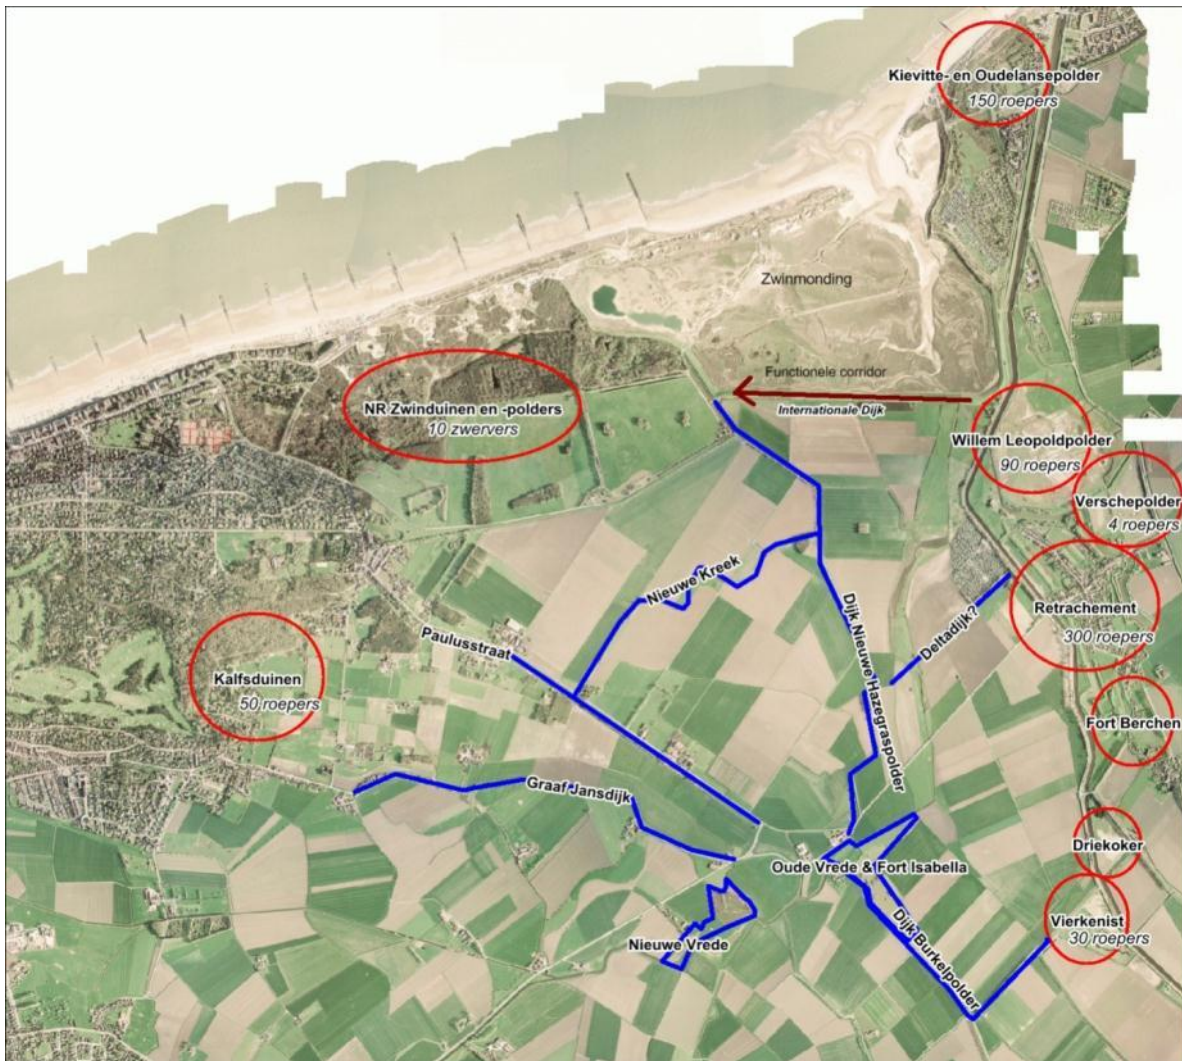 Kievitte- en Oudelansepolder
150 roepers
Zwinmonding
Functionele corridor
Internationale Dijk
NR Zwinduinen en -polders
10 zwervers
Willem Leopoldpolder
90 roepers
Verschepolder
4 roepers
Nieuwe Kreek
Dijk Nieuwe Hazegraspolder
Deltadijk?
Retrachement
300 roepers
Paulusstraat
Kalfsduinen
50 roepers
Fort Berchen
Graaf Jansdijk
Driekoker
Oude Vrede & Fort Isabella
Dijk Burkelpolder
Vierkenist
30 roepers
Nieuwe Vrede